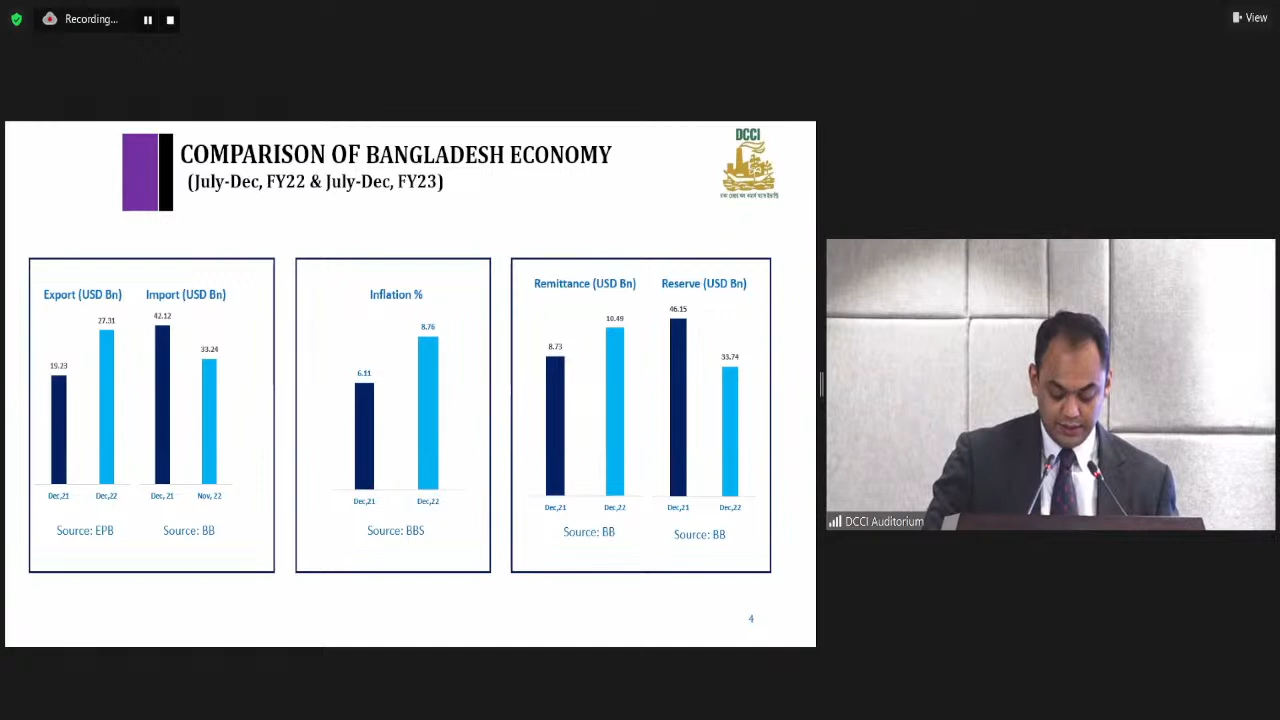 Recording...
View
COMPARISON OF BANGLADESH ECONOMY
(July-Dec, FY22 & July-Dec, FY23)
DCCI
Export (USD Bn)
19.23
27.31
Dec,21
Dec,22
Source: EPB
Import (USD Bn)
42.12
33.24
Dec, 21
Nov, 22
Source: BB
Inflation %
6.11
8.76
Dec,21
Dec,22
Source: BBS
Remittance (USD Bn)
8.73
10.49
Dec,21
Dec,22
Source: BB
Reserve (USD Bn)
46.15
33.74
Dec,21
Dec,22
Source: BB
4
DCCI Auditorium